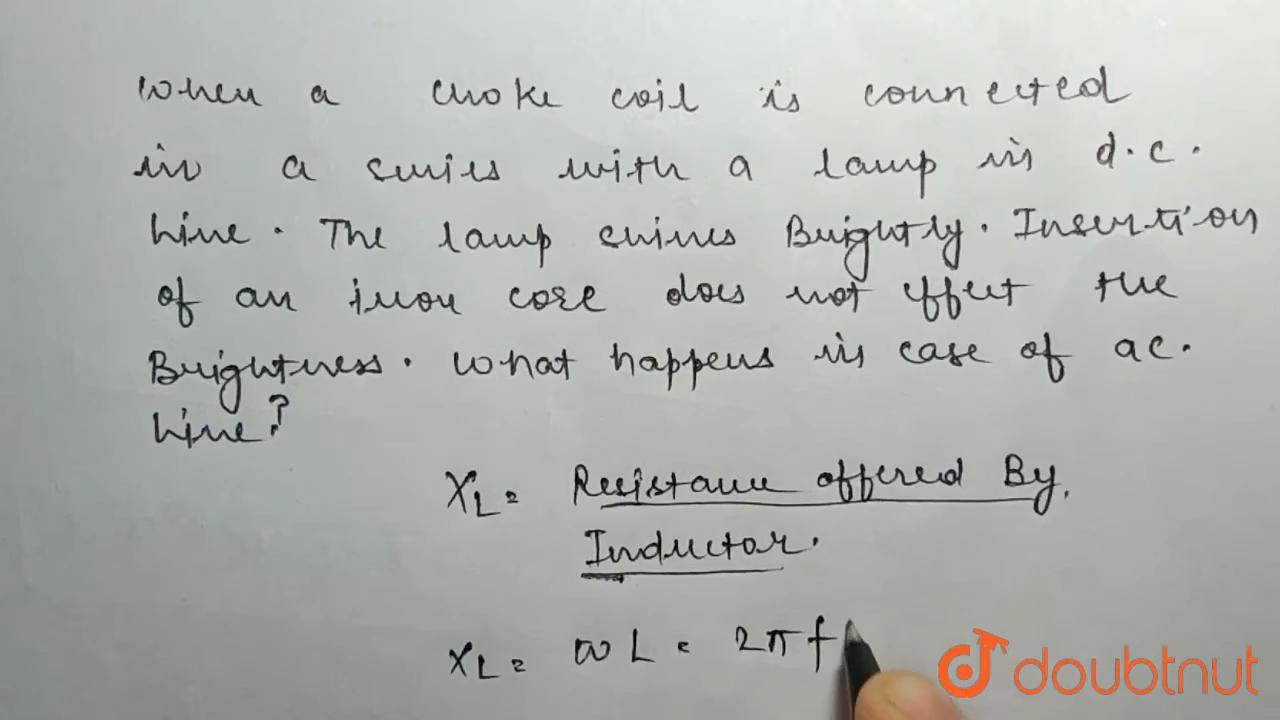 When a choke coil is connected
in a series with a lamp in d.c.
line. The lamp shines Brightly. Insertion
of an iron core does not effect the
Brightness. What happens in case of ac.
line?
XL = Resistance offered By,
Inductor.
XL = ωL = 2πf
doubtnut